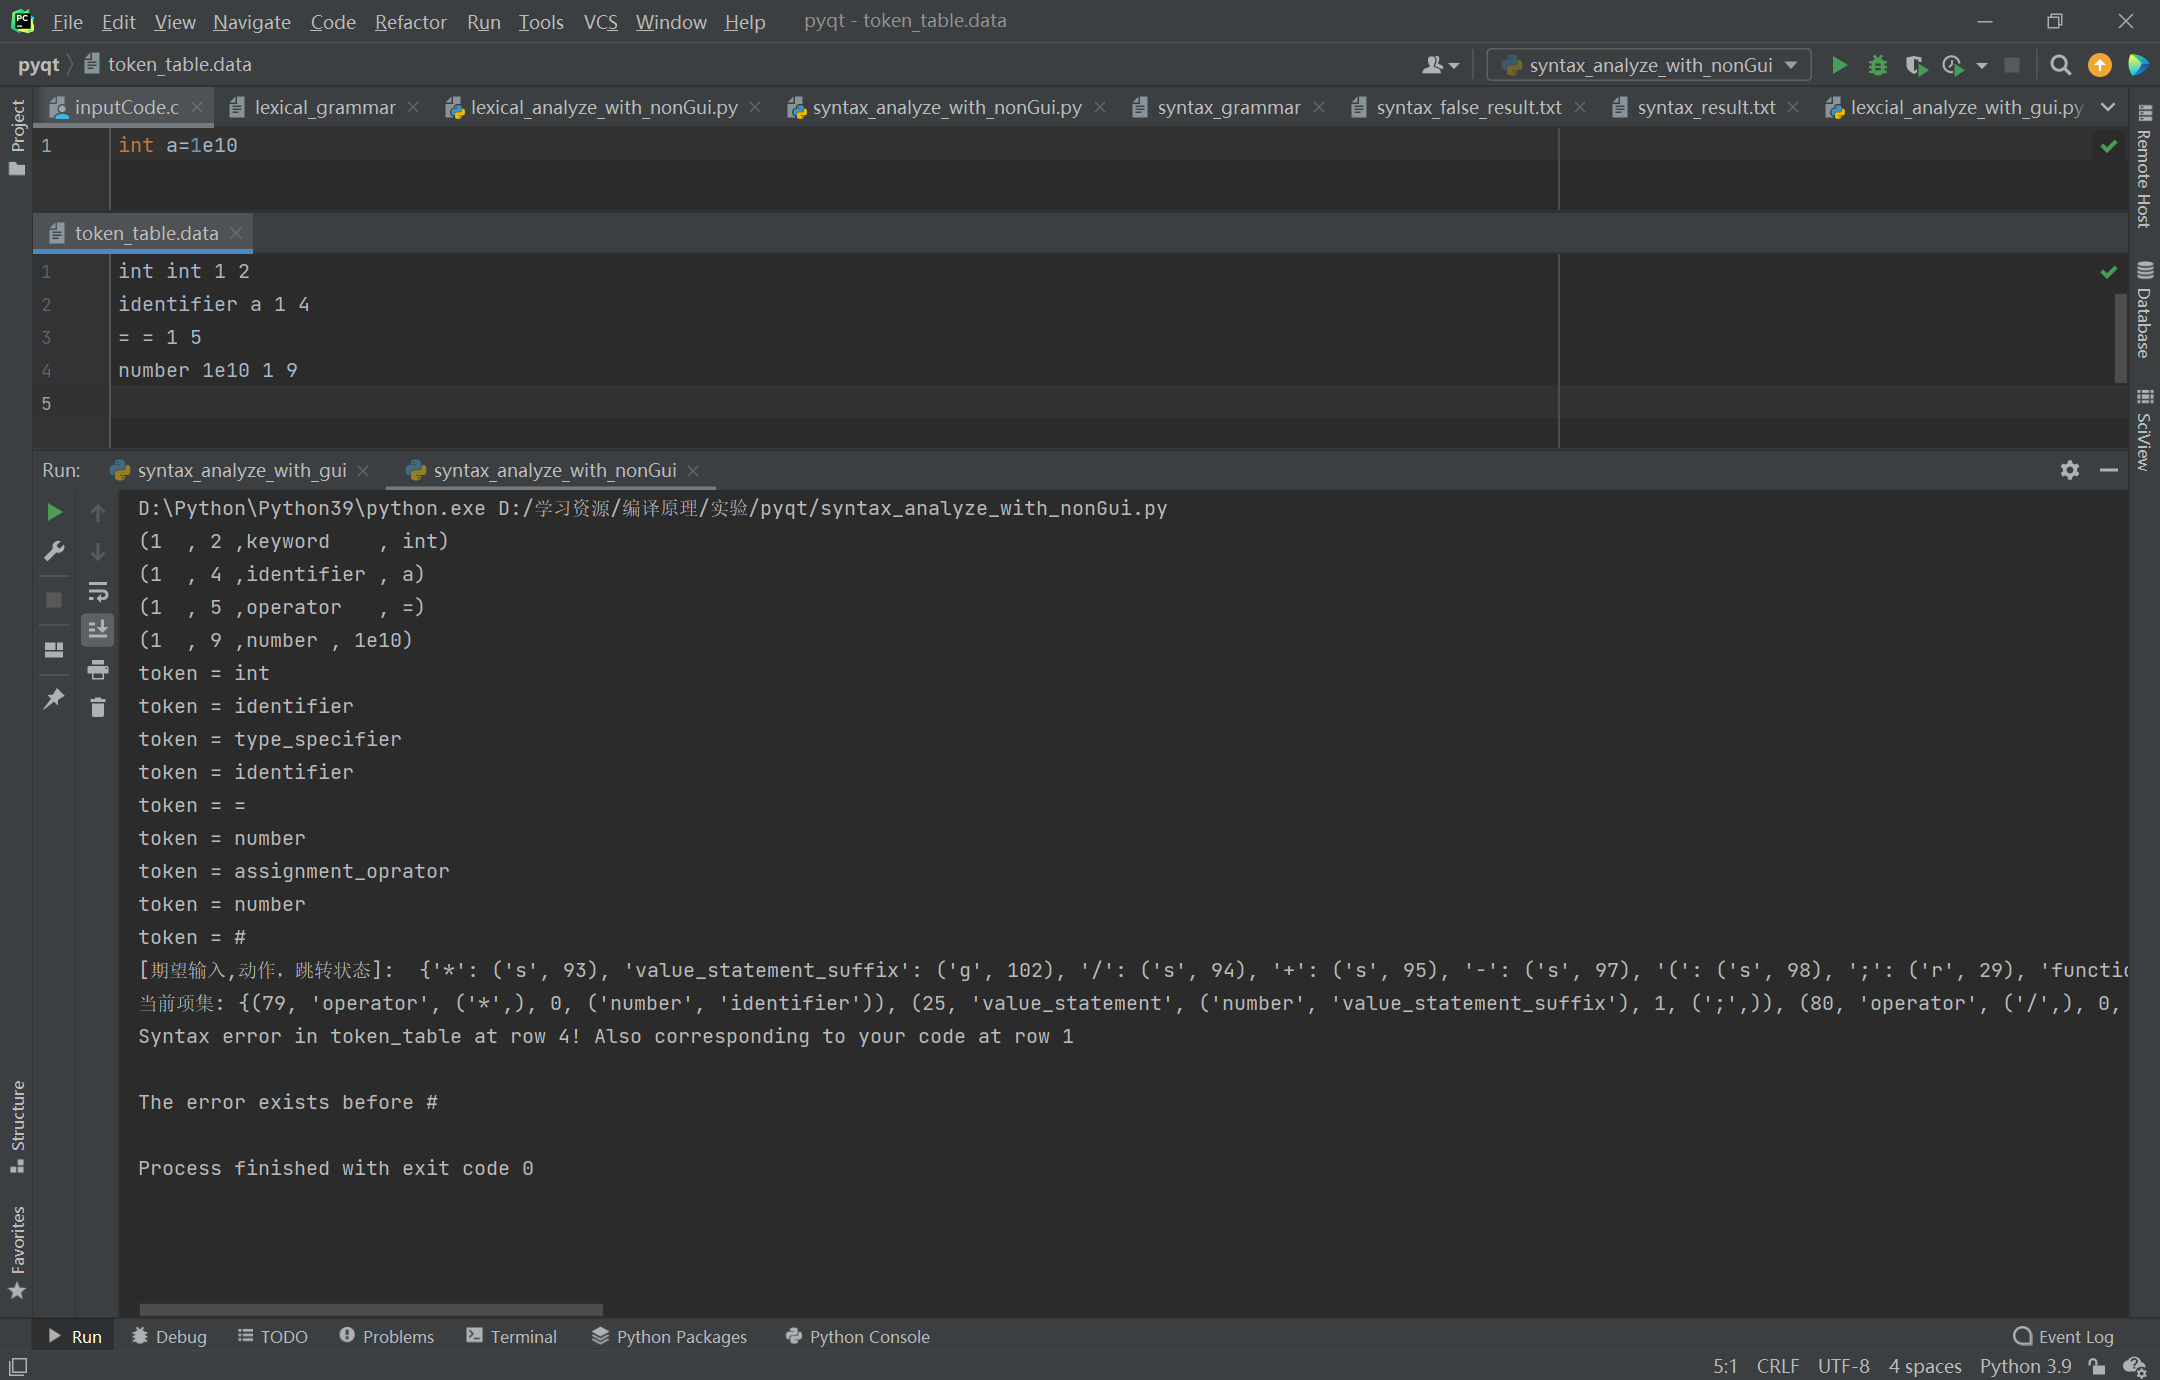 File Edit View Navigate Code Refactor Run Tools VCS Window Help pyqt - token_table.data
pyqt token_table.data syntax_analyze_with_nonGui
inputCode.c lexical_grammar lexical_analyze_with_nonGui.py syntax_analyze_with_nonGui.py syntax_grammar syntax_false_result.txt syntax_result.txt lexcial_analyze_with_gui.py
Project
1 int a=1e10
token_table.data
1 int int 1 2
2 identifier a 1 4
3 = = 1 5
4 number 1e10 1 9
5
Remote Host
Database
SciView
Run: syntax_analyze_with_gui syntax_analyze_with_nonGui
D:\Python\Python39\python.exe D:/学习资源/编译原理/实验/pyqt/syntax_analyze_with_nonGui.py
(1  , 2 ,keyword    , int)
(1  , 4 ,identifier , a)
(1  , 5 ,operator   , =)
(1  , 9 ,number , 1e10)
token = int
token = identifier
token = type_specifier
token = identifier
token = =
token = number
token = assignment_oprator
token = number
token = #
[期望输入,动作，跳转状态]:  {'*': ('s', 93), 'value_statement_suffix': ('g', 102), '/': ('s', 94), '+': ('s', 95), '-': ('s', 97), '(': ('s', 98), ';': ('r', 29), 'functio
当前项集: {(79, 'operator', ('*',), 0, ('number', 'identifier')), (25, 'value_statement', ('number', 'value_statement_suffix'), 1, (';',)), (80, 'operator', ('/',), 0,
Syntax error in token_table at row 4! Also corresponding to your code at row 1
The error exists before #
Process finished with exit code 0
Structure
Favorites
Run Debug TODO Problems Terminal Python Packages Python Console Event Log
5:1 CRLF UTF-8 4 spaces Python 3.9